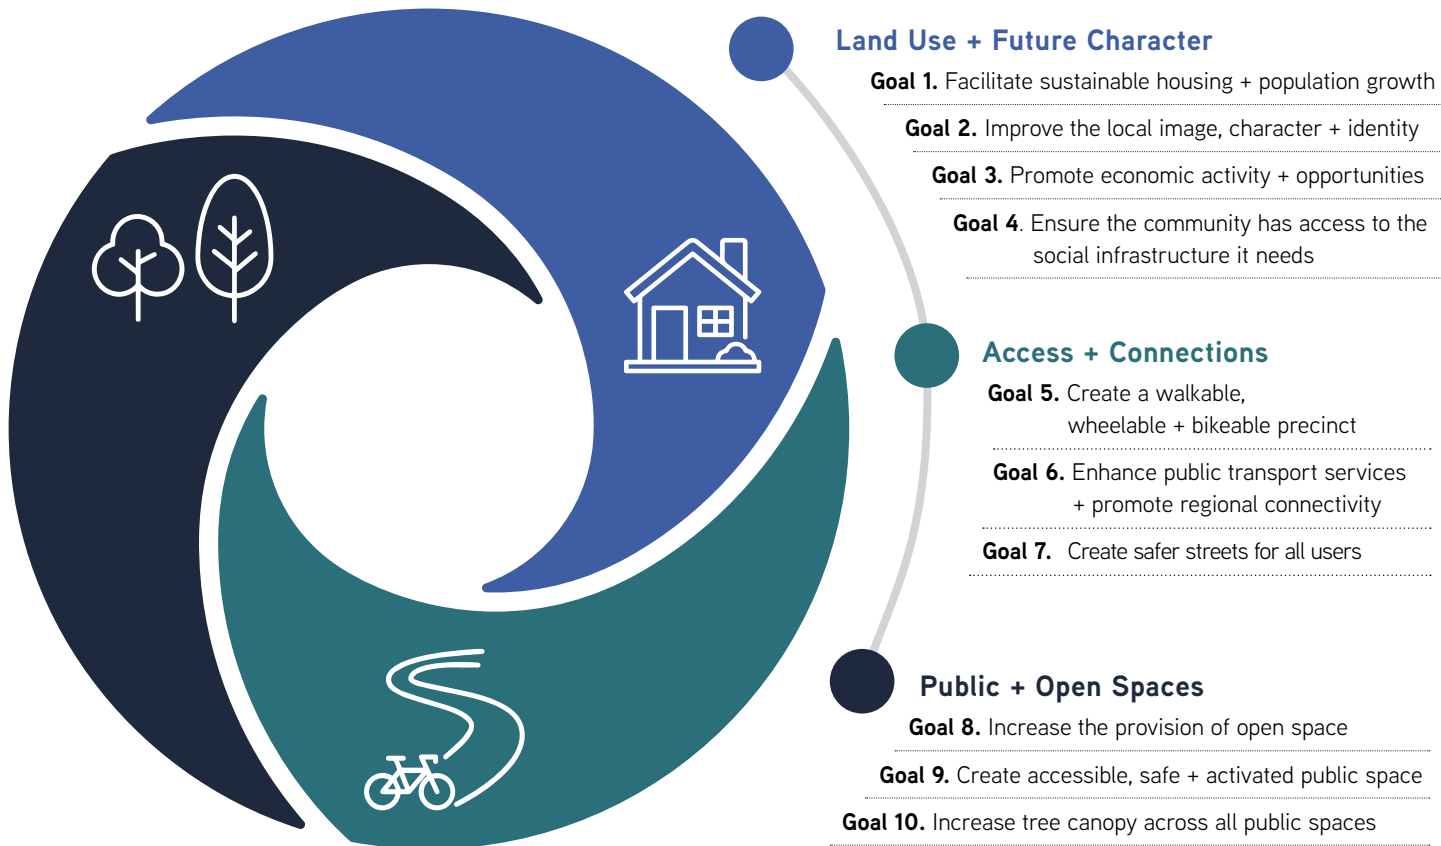 Land Use + Future Character
Goal 1. Facilitate sustainable housing + population growth
Goal 2. Improve the local image, character + identity
Goal 3. Promote economic activity + opportunities
Goal 4. Ensure the community has access to the
social infrastructure it needs
Access + Connections
Goal 5. Create a walkable,
wheelable + bikeable precinct
Goal 6. Enhance public transport services
+ promote regional connectivity
Goal 7. Create safer streets for all users
Public + Open Spaces
Goal 8. Increase the provision of open space
Goal 9. Create accessible, safe + activated public space
Goal 10. Increase tree canopy across all public spaces